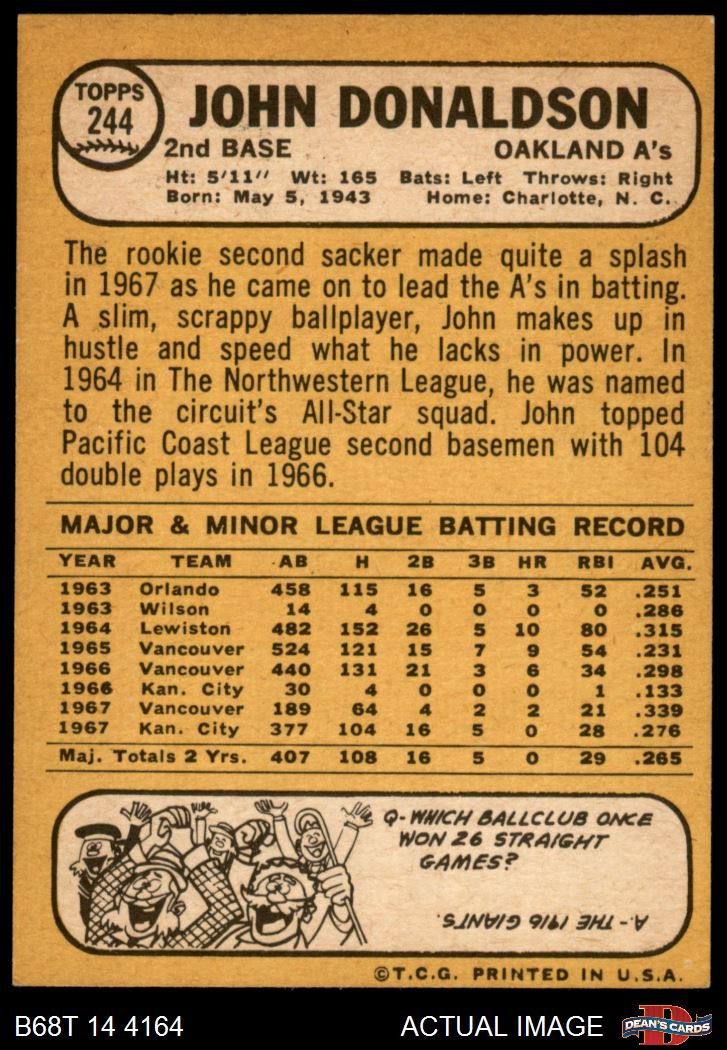 TOPPS
244
JOHN DONALDSON
2nd BASE OAKLAND A's
Ht: 5'11" Wt: 165 Bats: Left Throws: Right
Born: May 5, 1943 Home: Charlotte, N. C.
The rookie second sacker made quite a splash
in 1967 as he came on to lead the A's in batting.
A slim, scrappy ballplayer, John makes up in
hustle and speed what he lacks in power. In
1964 in The Northwestern League, he was named
to the circuit's All-Star squad. John topped
Pacific Coast League second basemen with 104
double plays in 1966.
MAJOR & MINOR LEAGUE BATTING RECORD
YEAR TEAM AB H 2B 3B HR RBI AVG.
1963 Orlando 458 115 16 5 3 52 .251
1963 Wilson 14 4 0 0 0 0 .286
1964 Lewiston 482 152 26 5 10 80 .315
1965 Vancouver 524 121 15 7 9 54 .231
1966 Vancouver 440 131 21 3 6 34 .298
1966 Kan. City 30 4 0 0 0 1 .133
1967 Vancouver 189 64 4 2 2 21 .339
1967 Kan. City 377 104 16 5 0 28 .276
Maj. Totals 2 Yrs. 407 108 16 5 0 29 .265
Q-WHICH BALLCLUB ONCE
WON 26 STRAIGHT
GAMES?
A.-THE 1916 GIANTS.
©T.C.G. PRINTED IN U.S.A.
B68T 14 4164 ACTUAL IMAGE
D
DEAN'S CARDS